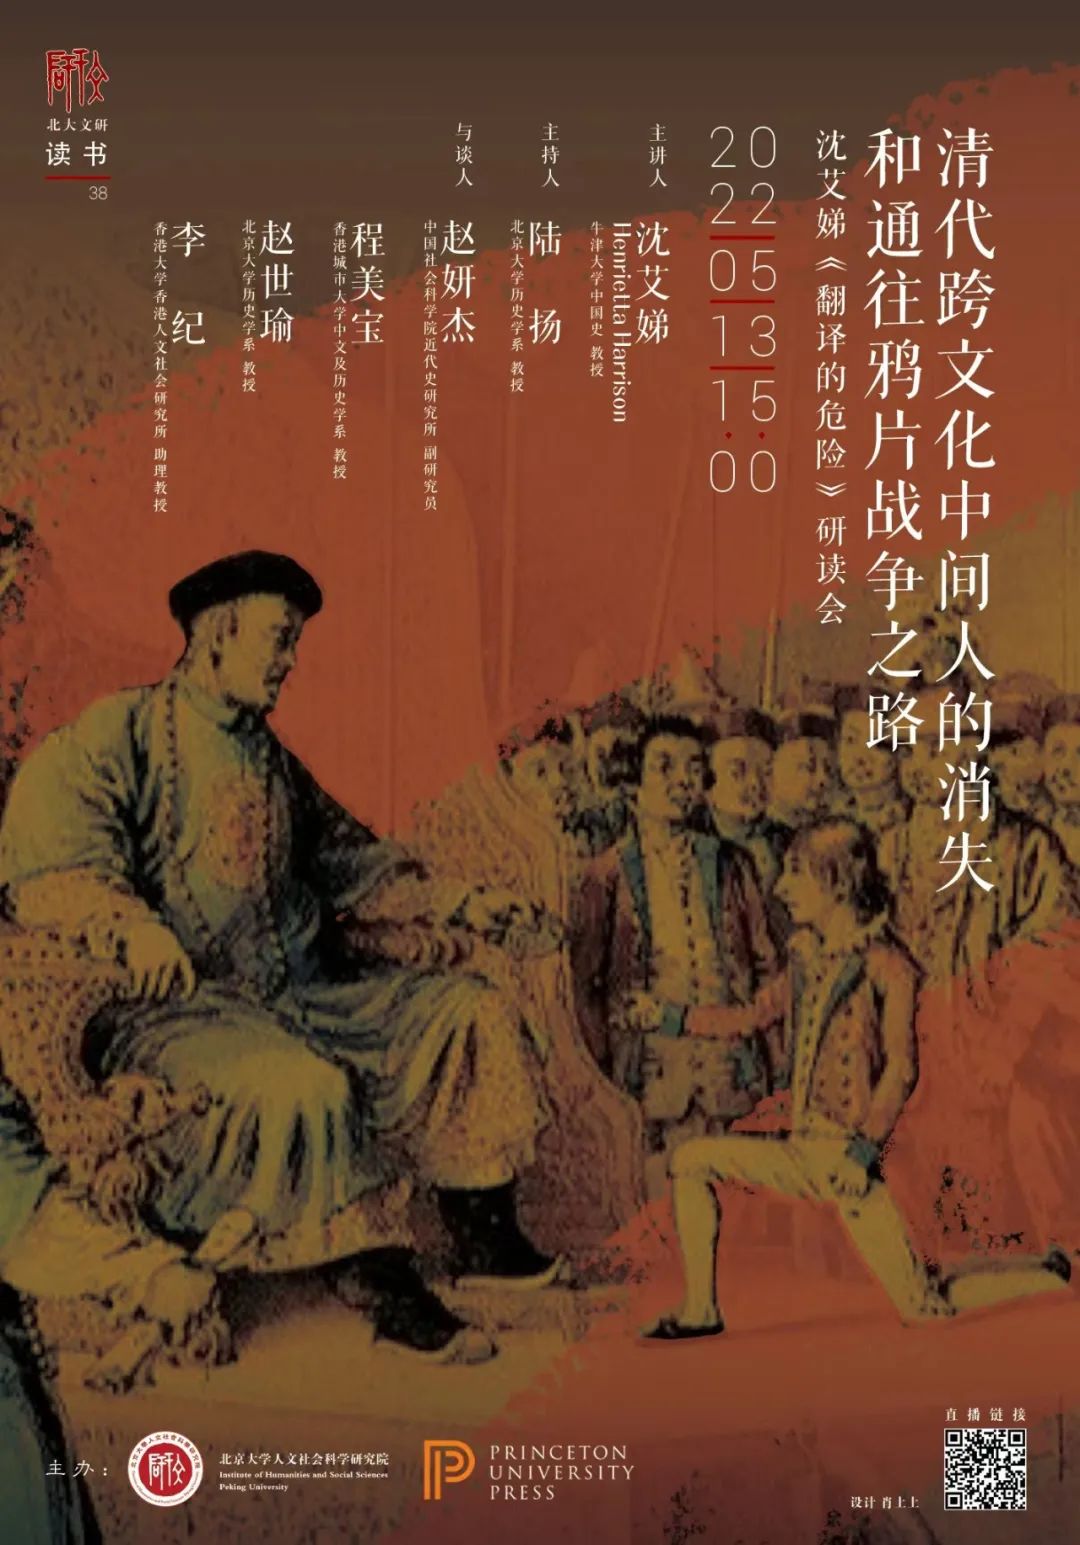 清代跨文化中间人的消失
和通往鸦片战争之路
沈艾娣《翻译的危险》研读会
20
22
05
13
15:
00
主讲人
沈艾娣
Henrietta Harrison
牛津大学中国史 教授
主持人
陆扬
北京大学历史学系 教授
与谈人
赵妍杰
中国社会科学院近代史研究所 副研究员
程美宝
香港城市大学中文及历史学系 教授
赵世瑜
北京大学历史学系 教授
李纪
香港大学香港人文社会研究所 助理教授
北大文研
读书
38
直播链接
设计 肖上上
主办：
北京大学人文社会科学研究院
Institute of Humanities and Social Sciences
Peking University
PRINCETON
UNIVERSITY
PRESS